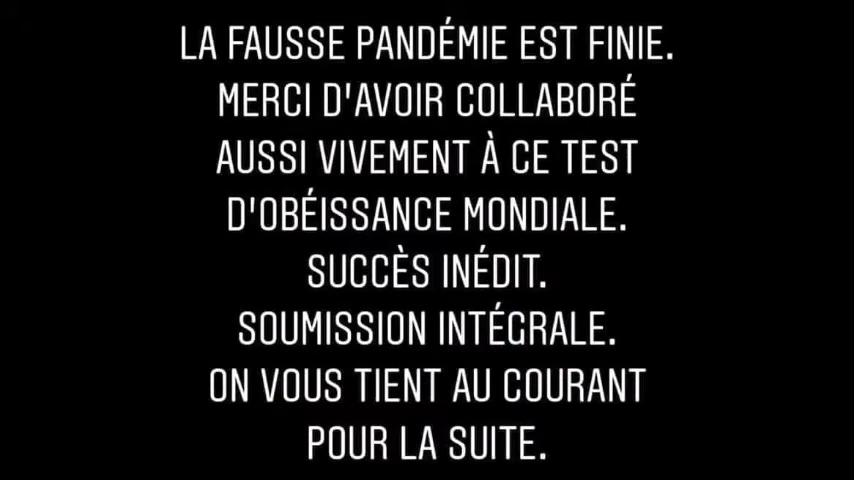 LA FAUSSE PANDÉMIE EST FINIE.
MERCI D'AVOIR COLLABORÉ
AUSSI VIVEMENT À CE TEST
D'OBÉISSANCE MONDIALE.
SUCCÈS INÉDIT.
SOUMISSION INTÉGRALE.
ON VOUS TIENT AU COURANT
POUR LA SUITE.